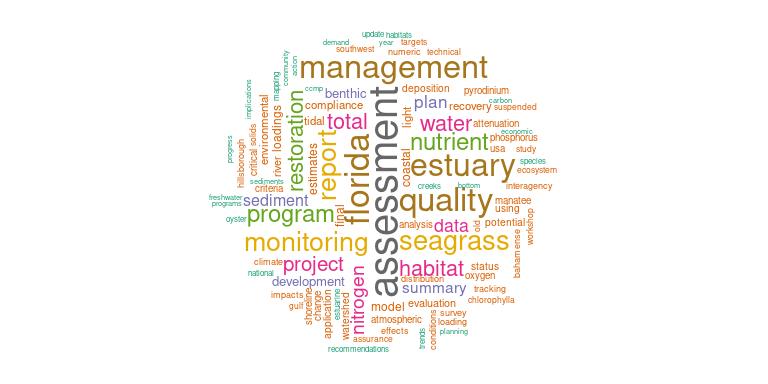 update habitats
demand
year
targets
southwest
numeric
technical
community
action
management
mapping
ccmp
benthic
deposition
pyrodinium
carbon
implications
environmental
restoration
compliance
plan
recovery
suspended
tidal
total
light
water
attenuation
economic
progress
critical
solids
river
loadings
nutrient
phosphorus
hillsborough
report
florida
assessment
coastal
usa
study
estimates
estuary
species
ecosystem
sediments
criteria
creeks
bottom
interagency
freshwater
programs
sediment
quality
manatee
using
oyster
program
final
analysis
data
old
potential
workshop
monitoring
seagrass
bahamense
climate
project
habitat
status
national
nitrogen
distribution
oxygen
development
summary
tracking
impacts
chlorophylla
gulf
shoreline
change
application
estuarine
watershed
model
evaluation
survey
atmospheric
conditions
loading
effects
trends
planning
assurance
recommendations